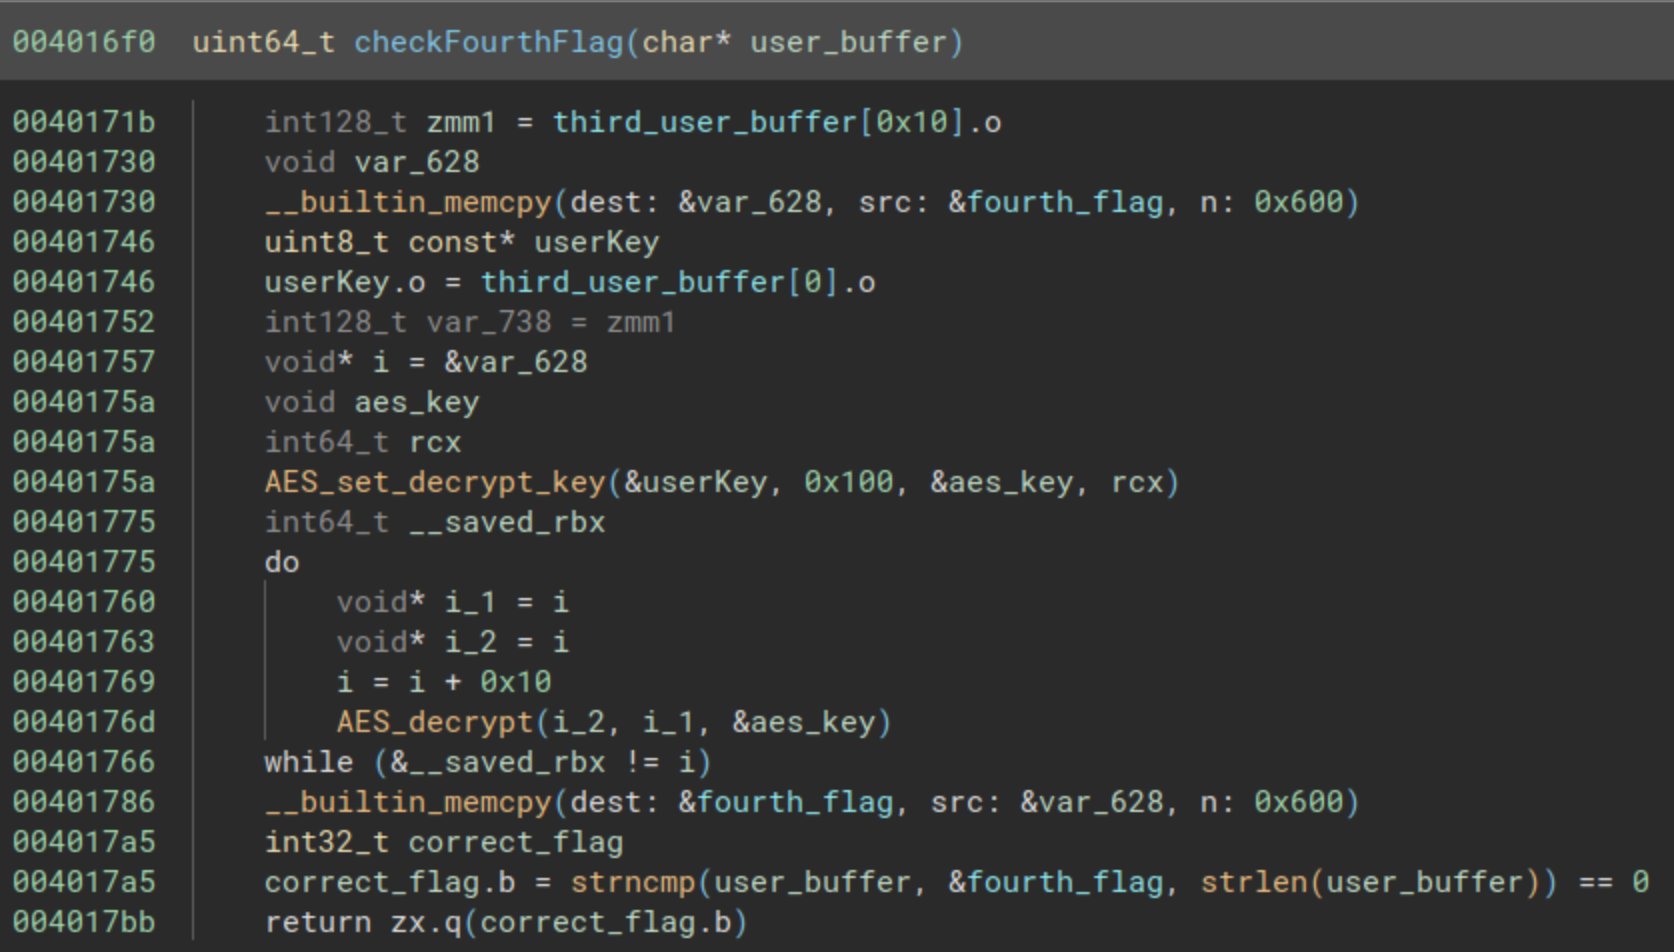 004016f0 uint64_t checkFourthFlag(char* user_buffer)
0040171b int128_t zmm1 = third_user_buffer[0x10].o
00401730 void var_628
00401730 __builtin_memcpy(dest: &var_628, src: &fourth_flag, n: 0x600)
00401746 uint8_t const* userKey
00401746 userKey.o = third_user_buffer[0].o
00401752 int128_t var_738 = zmm1
00401757 void* i = &var_628
0040175a void aes_key
0040175a int64_t rcx
0040175a AES_set_decrypt_key(&userKey, 0x100, &aes_key, rcx)
00401775 int64_t __saved_rbx
00401775 do
00401760 void* i_1 = i
00401763 void* i_2 = i
00401769 i = i + 0x10
0040176d AES_decrypt(i_2, i_1, &aes_key)
00401766 while (&__saved_rbx != i)
00401786 __builtin_memcpy(dest: &fourth_flag, src: &var_628, n: 0x600)
004017a5 int32_t correct_flag
004017a5 correct_flag.b = strncmp(user_buffer, &fourth_flag, strlen(user_buffer)) == 0
004017bb return zx.q(correct_flag.b)